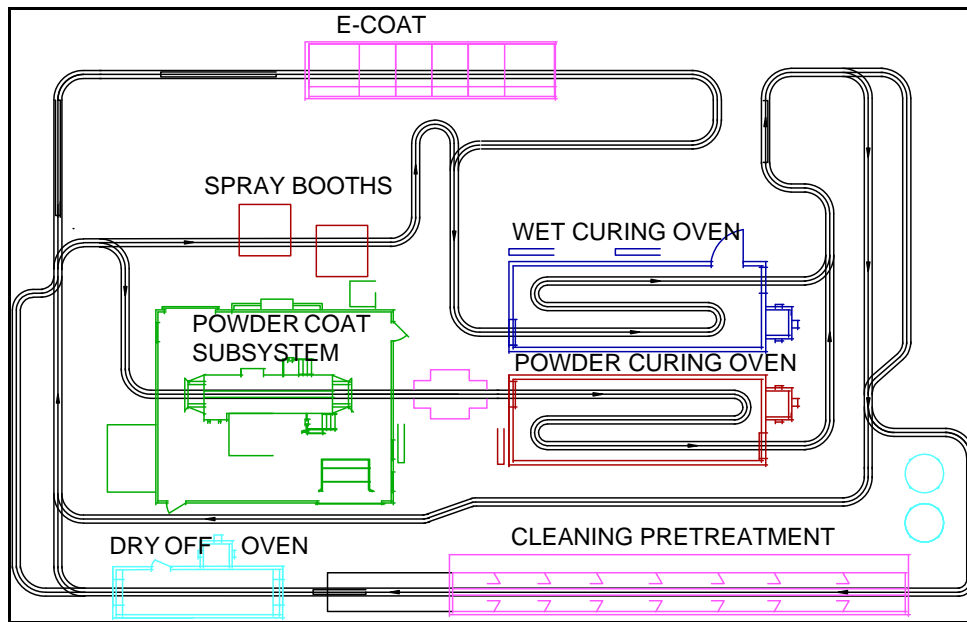 E-COAT
SPRAY BOOTHS
WET CURING OVEN
POWDER COAT
SUBSYSTEM
POWDER CURING OVEN
DRY OFF OVEN
CLEANING PRETREATMENT